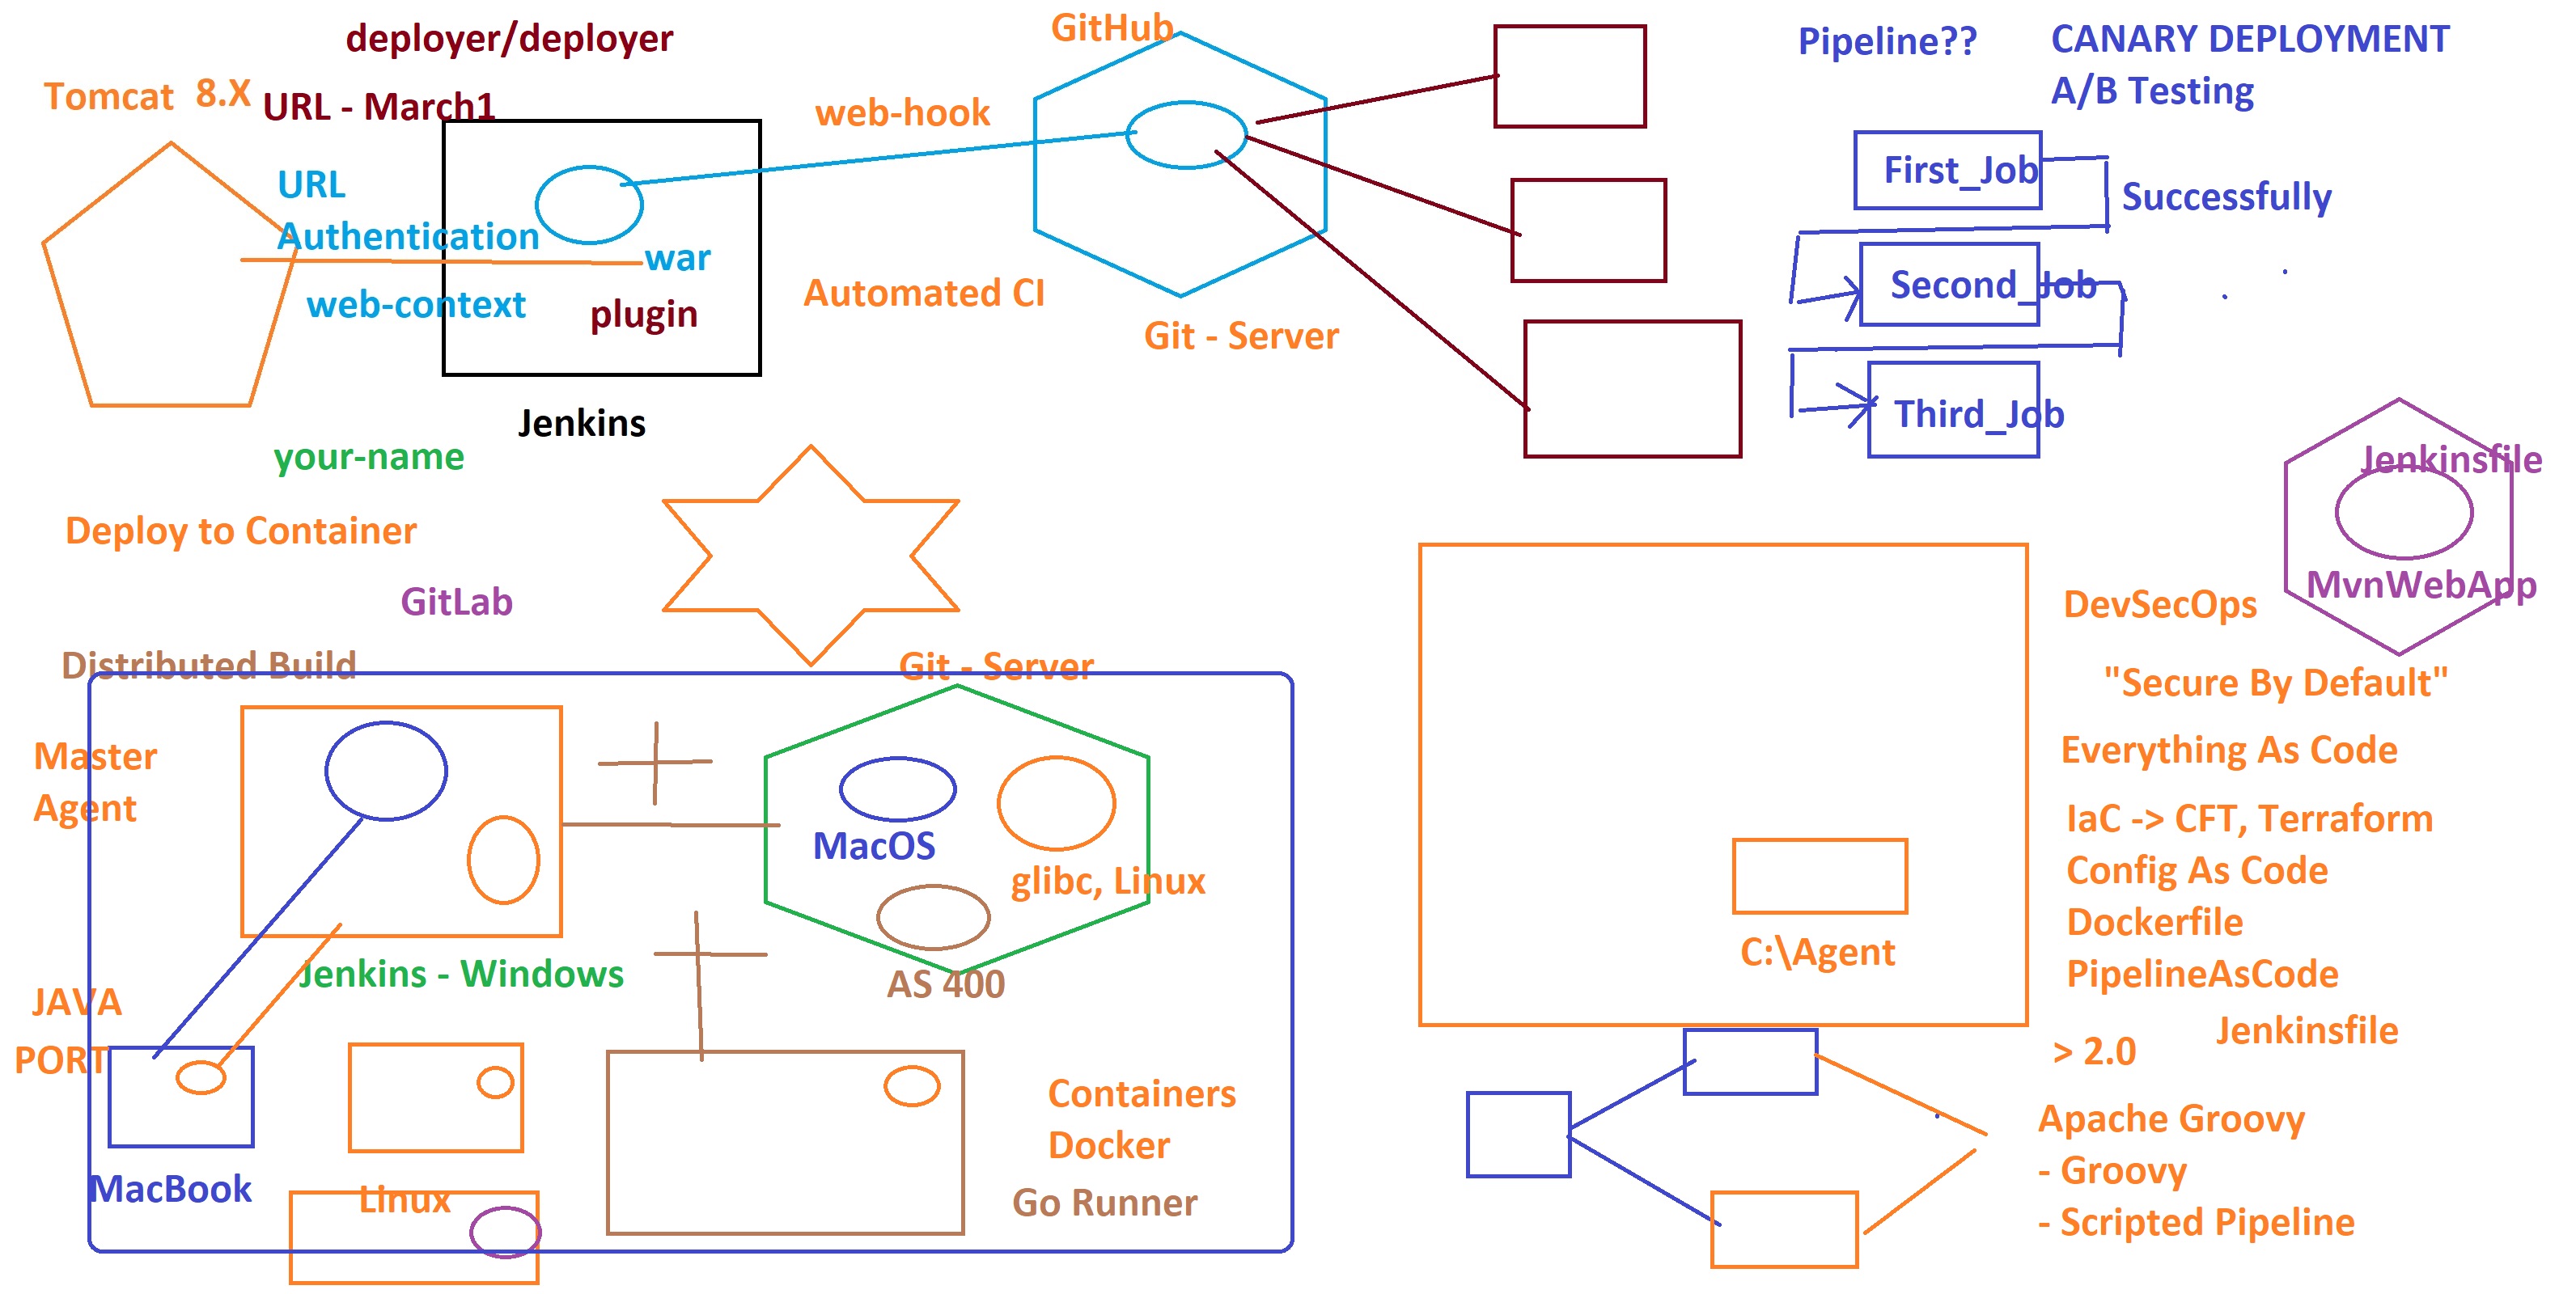 deployer/deployer
Tomcat 8.X
URL - March1
URL
Authentication
web-context
war
plugin
Jenkins
your-name
Deploy to Container
GitLab
web-hook
Automated CI
GitHub
Git - Server
Pipeline??
CANARY DEPLOYMENT
A/B Testing
First_Job
Successfully
Second_Job
Third_Job
Jenkinsfile
MvnWebApp
Distributed Build
Git - Server
Master
Agent
MacOS
glibc, Linux
AS 400
Jenkins - Windows
JAVA
PORT
MacBook
Linux
Containers
Docker
Go Runner
C:\Agent
DevSecOps
"Secure By Default"
Everything As Code
IaC -> CFT, Terraform
Config As Code
Dockerfile
PipelineAsCode
Jenkinsfile
> 2.0
Apache Groovy
- Groovy
- Scripted Pipeline